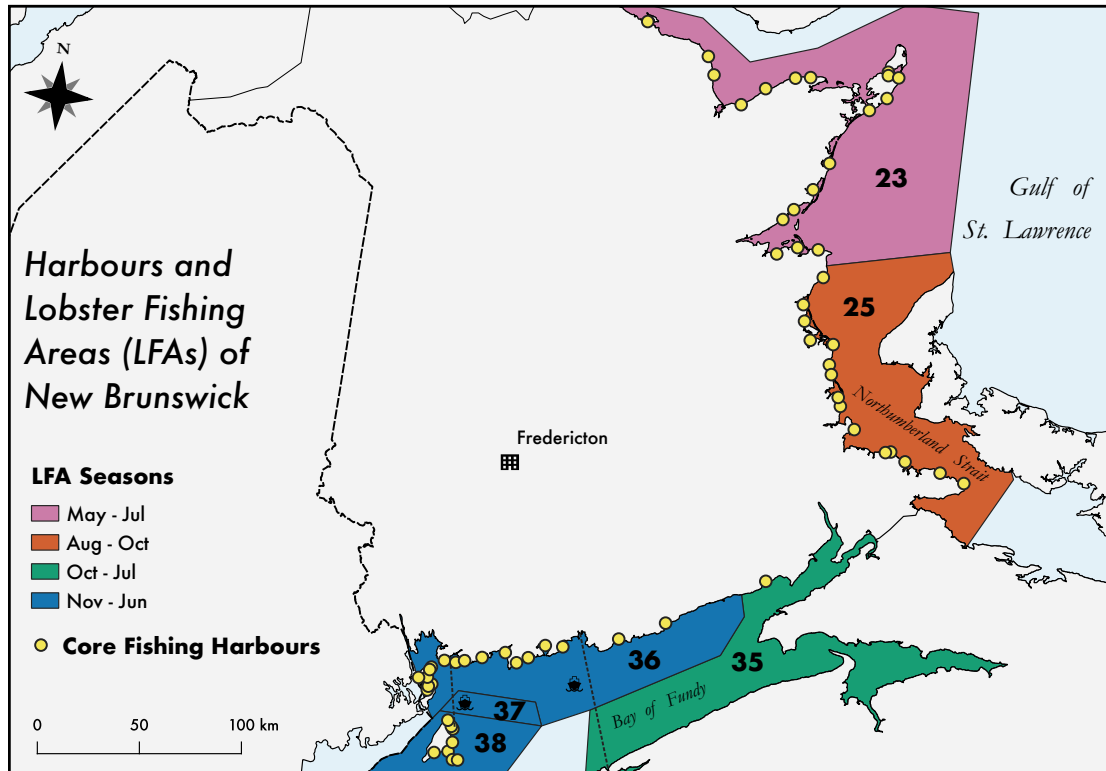 N
Harbours and
Lobster Fishing
Areas (LFAs) of
New Brunswick
LFA Seasons
May - Jul
Aug - Oct
Oct - Jul
Nov - Jun
Core Fishing Harbours
0 50 100 km
Fredericton
23
Gulf of
St. Lawrence
25
Northumberland Strait
36
35
37
38
Bay of Fundy